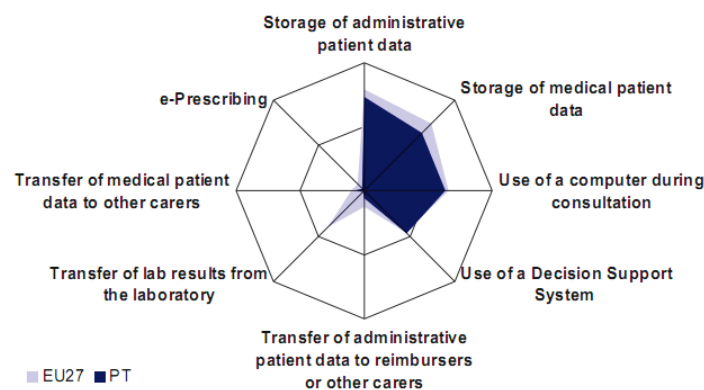 Storage of administrative
patient data
Storage of medical patient
data
e-Prescribing
Use of a computer during
consultation
Transfer of medical patient
data to other carers
Use of a Decision Support
System
Transfer of lab results from
the laboratory
Transfer of administrative
patient data to reimbursers
or other carers
EU27 PT